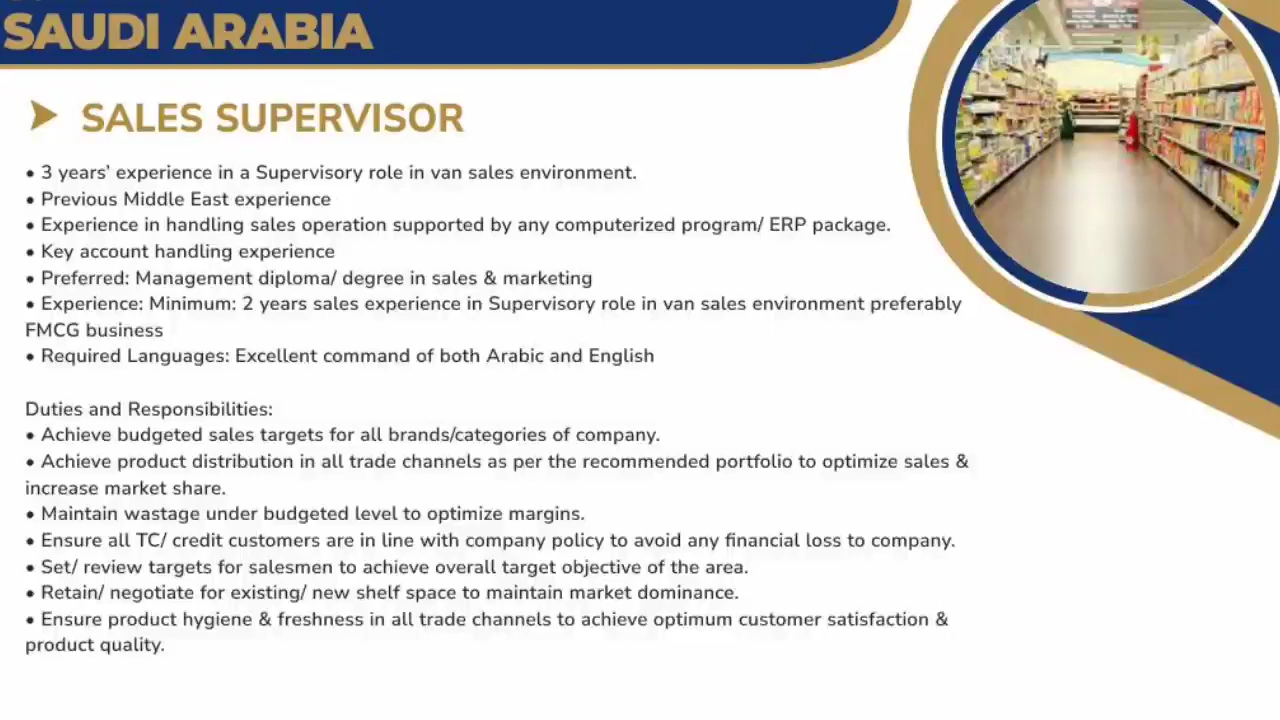 SAUDI ARABIA
SALES SUPERVISOR
• 3 years' experience in a Supervisory role in van sales environment.
• Previous Middle East experience
• Experience in handling sales operation supported by any computerized program/ ERP package.
• Key account handling experience
• Preferred: Management diploma/ degree in sales & marketing
• Experience: Minimum: 2 years sales experience in Supervisory role in van sales environment preferably
FMCG business
• Required Languages: Excellent command of both Arabic and English
Duties and Responsibilities:
• Achieve budgeted sales targets for all brands/categories of company.
• Achieve product distribution in all trade channels as per the recommended portfolio to optimize sales &
increase market share.
• Maintain wastage under budgeted level to optimize margins.
• Ensure all TC/ credit customers are in line with company policy to avoid any financial loss to company.
• Set/ review targets for salesmen to achieve overall target objective of the area.
• Retain/ negotiate for existing/ new shelf space to maintain market dominance.
• Ensure product hygiene & freshness in all trade channels to achieve optimum customer satisfaction &
product quality.